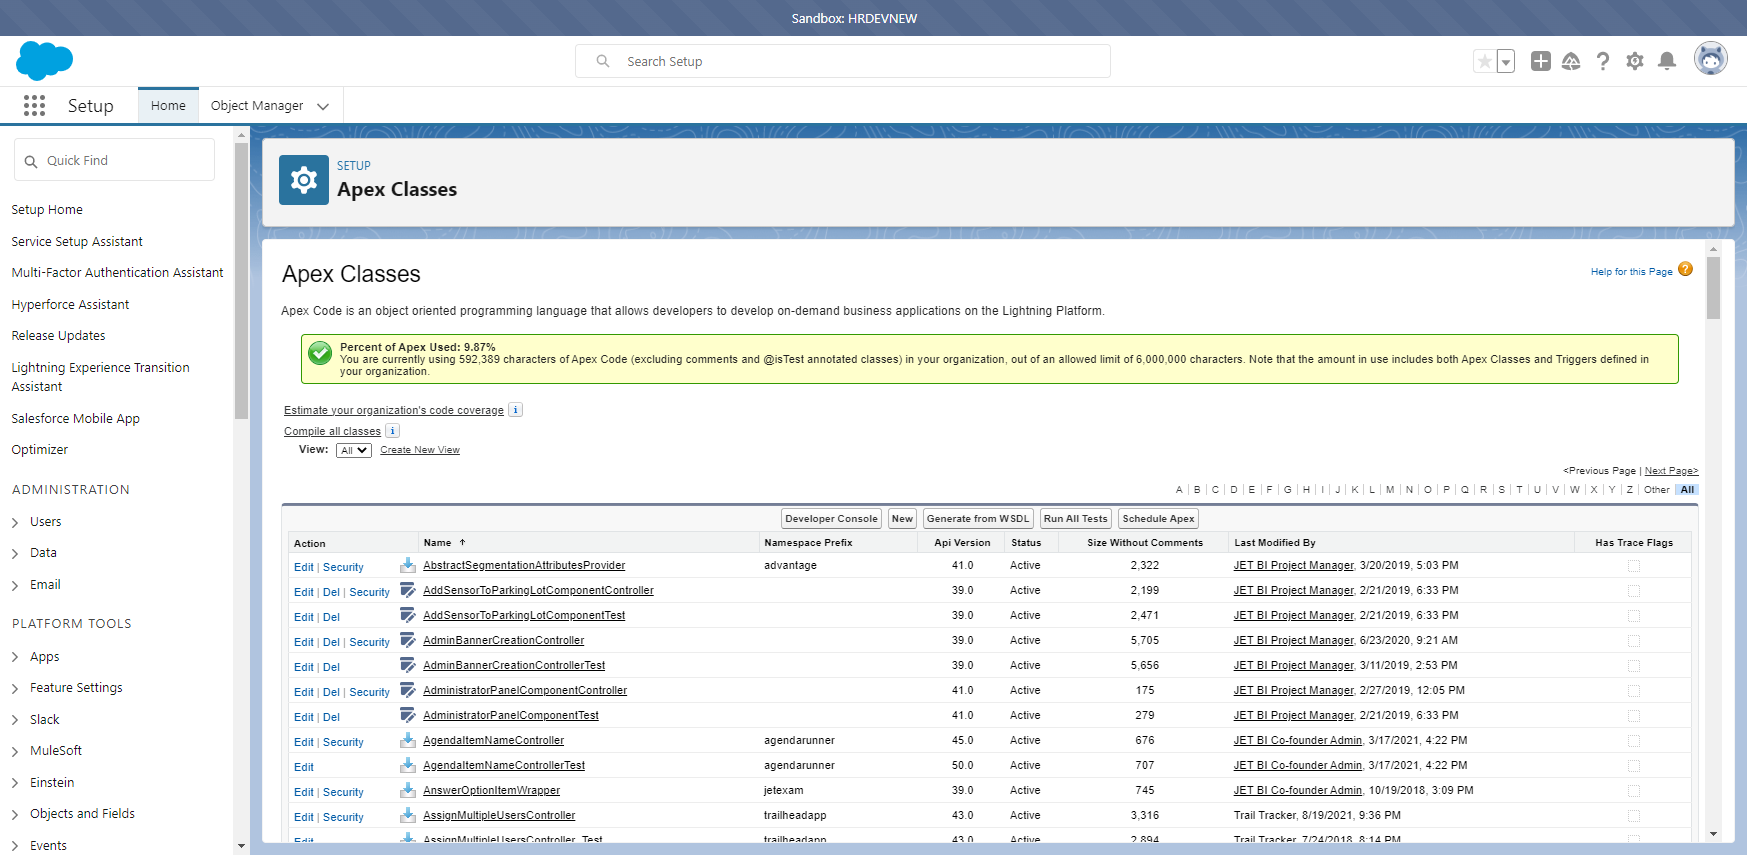 Sandbox: HRDEVNEW
Search Setup
Setup
Home
Object Manager
Quick Find
Setup Home
Service Setup Assistant
Multi-Factor Authentication Assistant
Hyperforce Assistant
Release Updates
Lightning Experience Transition
Assistant
Salesforce Mobile App
Optimizer
ADMINISTRATION
Users
Data
Email
PLATFORM TOOLS
Apps
Feature Settings
Slack
MuleSoft
Einstein
Objects and Fields
Events
SETUP
Apex Classes
Apex Classes
Help for this Page
Apex Code is an object oriented programming language that allows developers to develop on-demand business applications on the Lightning Platform.
Percent of Apex Used: 9.87%
You are currently using 592,389 characters of Apex Code (excluding comments and @isTest annotated classes) in your organization, out of an allowed limit of 6,000,000 characters. Note that the amount in use includes both Apex Classes and Triggers defined in
your organization.
Estimate your organization's code coverage i
Compile all classes i
View: All Create New View
<Previous Page | Next Page>
A | B | C | D | E | F | G | H | I | J | K | L | M | N | O | P | Q | R | S | T | U | V | W | X | Y | Z | Other All
Developer Console New Generate from WSDL Run All Tests Schedule Apex
Action Name ↑ Namespace Prefix Api Version Status Size Without Comments Last Modified By Has Trace Flags
Edit | Security AbstractSegmentationAttributesProvider advantage 41.0 Active 2,322 JET BI Project Manager, 3/20/2019, 5:03 PM
Edit | Del | Security AddSensorToParkingLotComponentController 39.0 Active 2,199 JET BI Project Manager, 2/21/2019, 6:33 PM
Edit | Del AddSensorToParkingLotComponentTest 39.0 Active 2,471 JET BI Project Manager, 2/21/2019, 6:33 PM
Edit | Del | Security AdminBannerCreationController 39.0 Active 5,705 JET BI Project Manager, 6/23/2020, 9:21 AM
Edit | Del AdminBannerCreationControllerTest 39.0 Active 5,656 JET BI Project Manager, 3/11/2019, 2:53 PM
Edit | Del | Security AdministratorPanelComponentController 41.0 Active 175 JET BI Project Manager, 2/27/2019, 12:05 PM
Edit | Del AdministratorPanelComponentTest 41.0 Active 279 JET BI Project Manager, 2/21/2019, 6:33 PM
Edit | Security AgendaItemNameController agendarunner 45.0 Active 676 JET BI Co-founder Admin, 3/17/2021, 4:22 PM
Edit AgendaItemNameControllerTest agendarunner 50.0 Active 707 JET BI Co-founder Admin, 3/17/2021, 4:22 PM
Edit | Security AnswerOptionItemWrapper jetexam 39.0 Active 745 JET BI Co-founder Admin, 10/19/2018, 3:09 PM
Edit | Security AssignMultipleUsersController trailheadapp 43.0 Active 3,316 Trail Tracker, 8/19/2021, 9:36 PM
Edit AssignMultipleUsersController_Test trailheadapp 43.0 Active 2,894 Trail Tracker, 7/24/2018, 8:14 PM